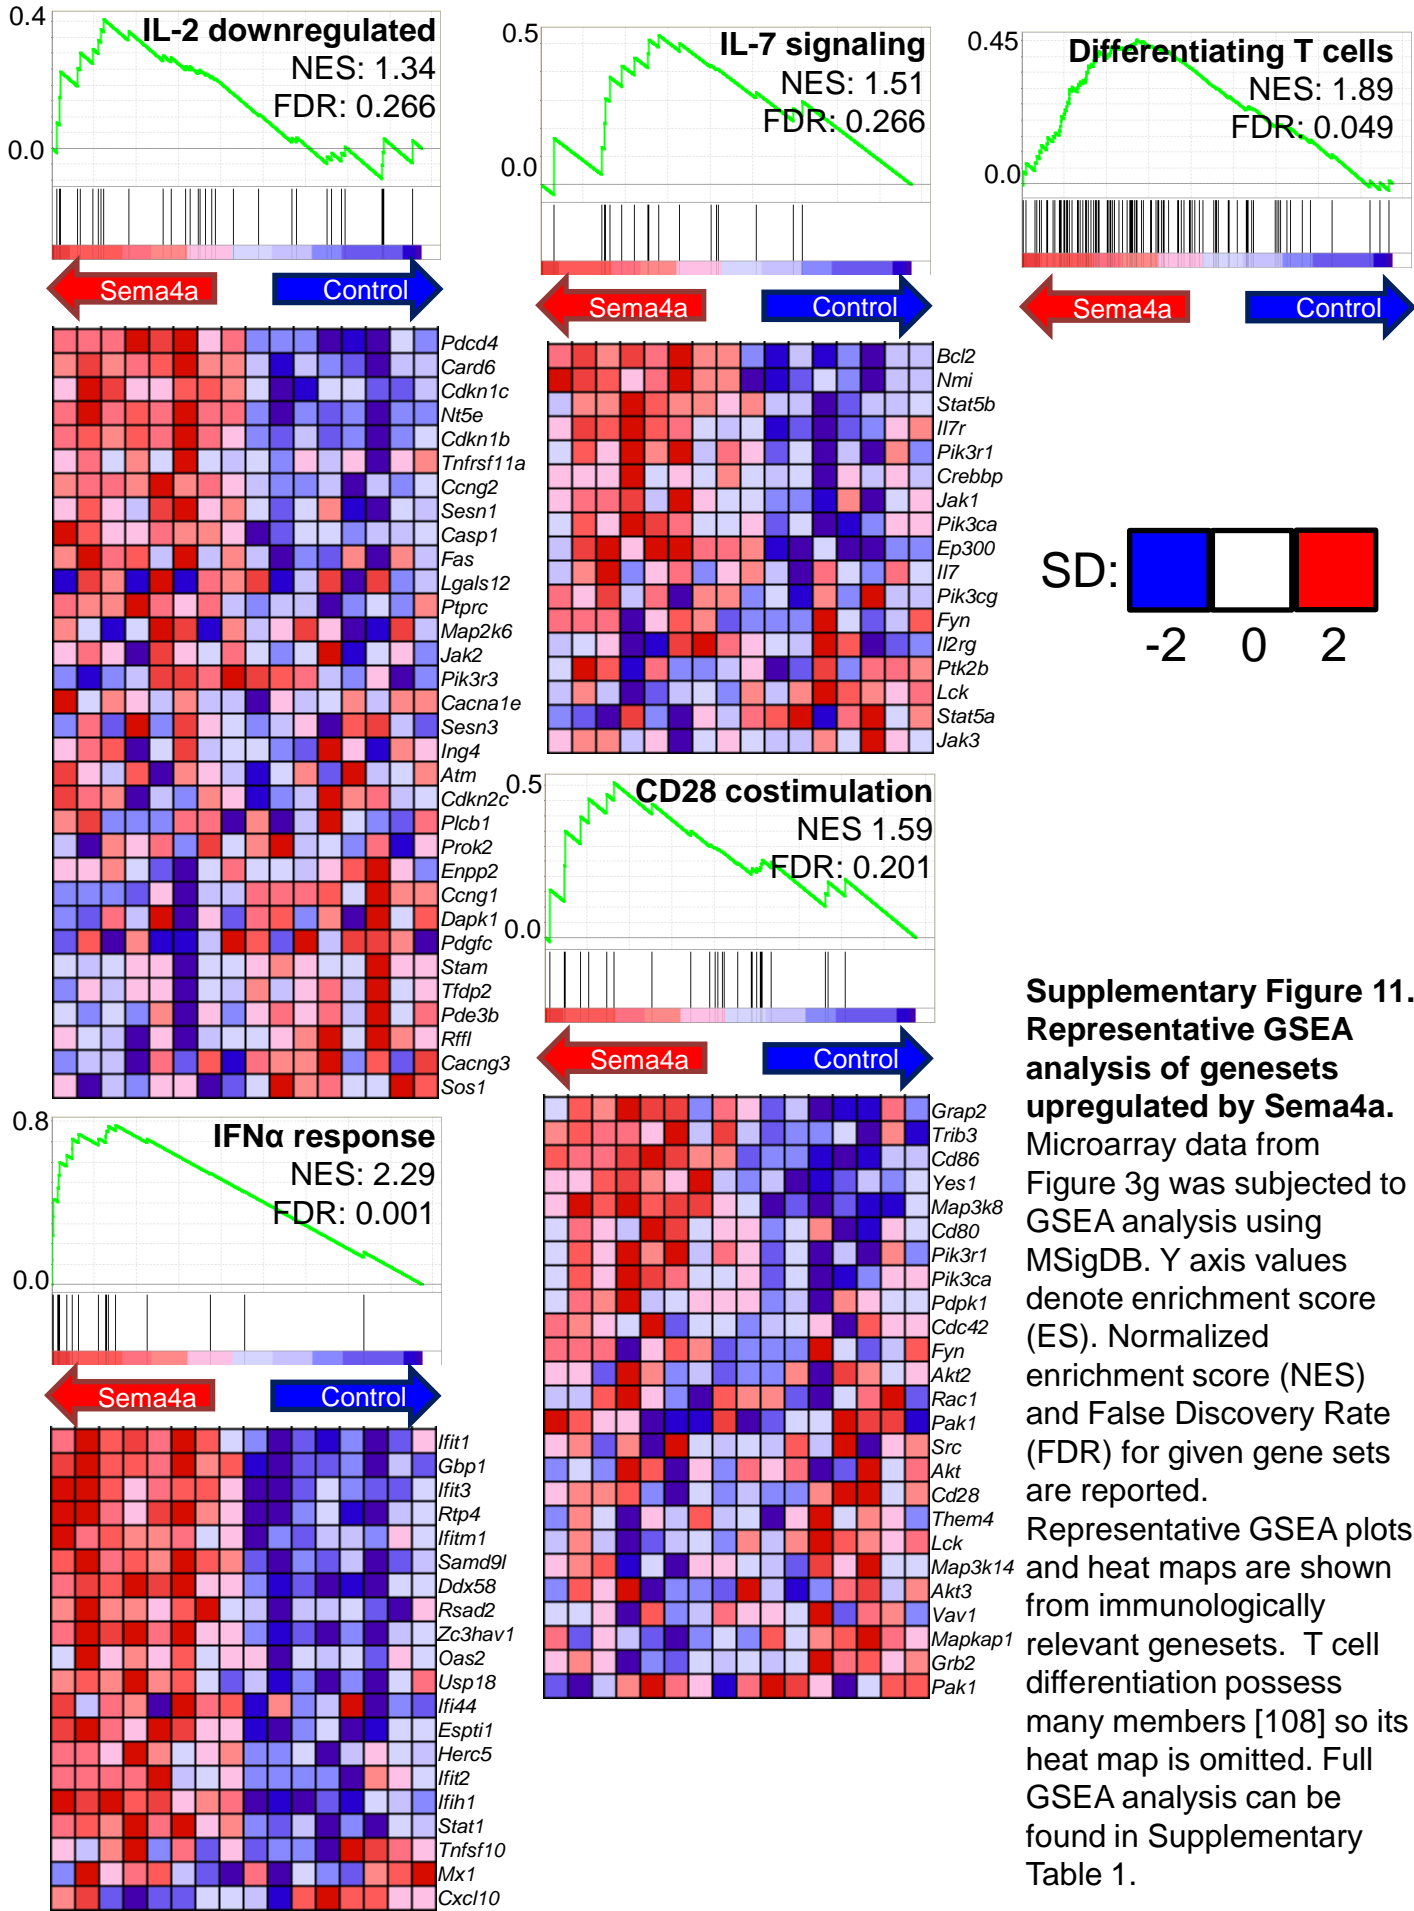 0.4
IL-2 downregulated
NES: 1.34
FDR: 0.266
0.0
Sema4a
Control
Pdcd4
Card6
Cdkn1c
Nt5e
Cdkn1b
Tnfrsf11a
Ccng2
Sesn1
Casp1
Fas
Lgals12
Ptprc
Map2k6
Jak2
Pik3r3
Cacna1e
Sesn3
Ing4
Atm
Cdkn2c
Plcb1
Prok2
Enpp2
Ccng1
Dapk1
Pdgfc
Stam
Tfdp2
Pde3b
Rffl
Cacng3
Sos1
0.8
IFNα response
NES: 2.29
FDR: 0.001
0.0
Sema4a
Control
Ifit1
Gbp1
Ifit3
Rtp4
Ifitm1
Samd9l
Ddx58
Rsad2
Zc3hav1
Oas2
Usp18
Ifi44
Espti1
Herc5
Ifit2
Ifih1
Stat1
Tnfsf10
Mx1
Cxcl10
0.5
IL-7 signaling
NES: 1.51
FDR: 0.266
0.0
Sema4a
Control
Bcl2
Nmi
Stat5b
Il7r
Pik3r1
Crebbp
Jak1
Pik3ca
Ep300
Il7
Pik3cg
Fyn
Il2rg
Ptk2b
Lck
Stat5a
Jak3
0.5
CD28 costimulation
NES 1.59
FDR: 0.201
0.0
Sema4a
Control
Grap2
Trib3
Cd86
Yes1
Map3k8
Cd80
Pik3r1
Pik3ca
Pdpk1
Cdc42
Fyn
Akt2
Rac1
Pak1
Src
Akt
Cd28
Them4
Lck
Map3k14
Akt3
Vav1
Mapkap1
Grb2
Pak1
0.45
Differentiating T cells
NES: 1.89
FDR: 0.049
0.0
Sema4a
Control
SD:
-2 0 2
Supplementary Figure 11.
Representative GSEA
analysis of genesets
upregulated by Sema4a.
Microarray data from
Figure 3g was subjected to
GSEA analysis using
MSigDB. Y axis values
denote enrichment score
(ES). Normalized
enrichment score (NES)
and False Discovery Rate
(FDR) for given gene sets
are reported.
Representative GSEA plots
and heat maps are shown
from immunologically
relevant genesets.  T cell
differentiation possess
many members [108] so its
heat map is omitted. Full
GSEA analysis can be
found in Supplementary
Table 1.